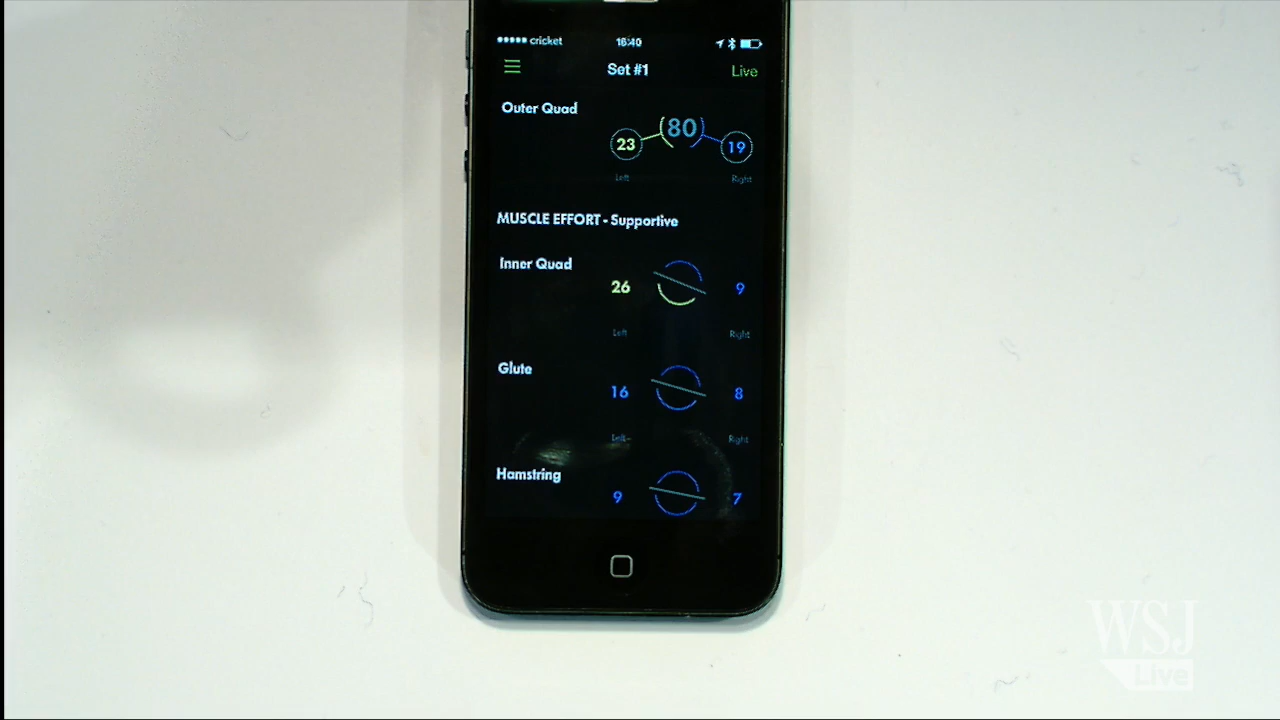 cricket 16:40
Set #1 Live
Outer Quad
23 80 19
Left Right
MUSCLE EFFORT - Supportive
Inner Quad
26 9
Left Right
Glute
16 8
Left Right
Hamstring
9 7
WSJ
Live